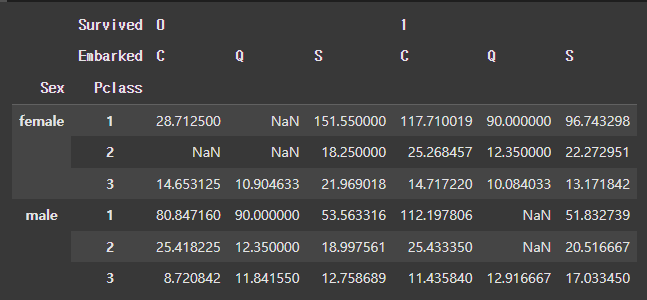 Survived 0 1
Embarked C Q S C Q S
Sex Pclass
female 1 28.712500 NaN 151.550000 117.710019 90.000000 96.743298
2 NaN NaN 18.250000 25.268457 12.350000 22.272951
3 14.653125 10.904633 21.969018 14.717220 10.084033 13.171842
male 1 80.847160 90.000000 53.563316 112.197806 NaN 51.832739
2 25.418225 12.350000 18.997561 25.433350 NaN 20.516667
3 8.720842 11.841550 12.758689 11.435840 12.916667 17.033450